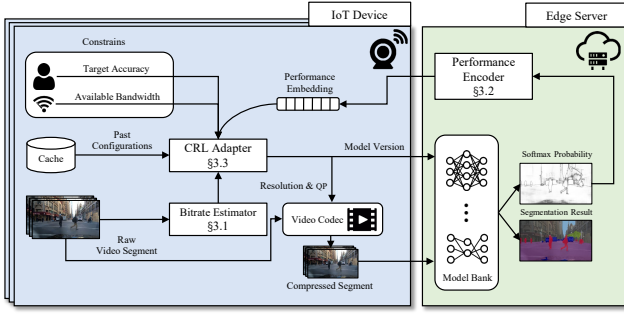 IoT Device
Edge Server
Constrains
Target Accuracy
Available Bandwidth
Performance
Embedding
Performance
Encoder
§3.2
Past
Configurations
Cache
CRL Adapter
§3.3
Model Version
Softmax Probability
Resolution & QP
Bitrate Estimator
§3.1
Video Codec
Segmentation Result
Raw
Video Segment
Compressed Segment
Model Bank